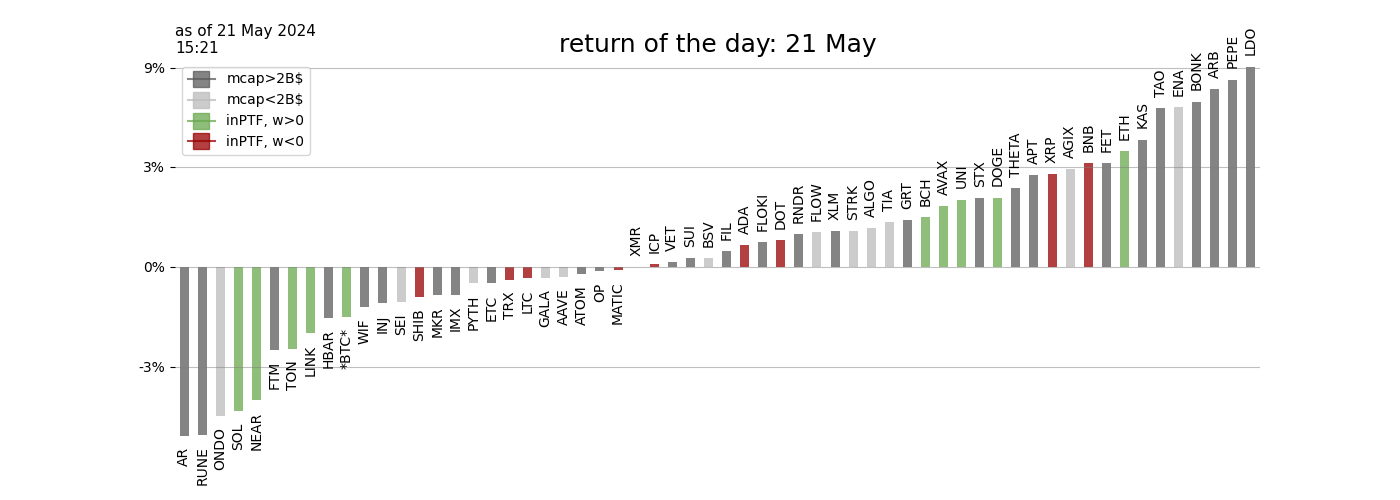 as of 21 May 2024
15:21
return of the day: 21 May
9%
3%
0%
-3%
mcap>2B$
mcap<2B$
inPTF, w>0
inPTF, w<0
AR
RUNE
ONDO
SOL
NEAR
FTM
TON
LINK
HBAR
*BTC*
WIF
INJ
SEI
SHIB
MKR
IMX
PYTH
ETC
TRX
LTC
GALA
AAVE
ATOM
OP
MATIC
XMR
ICP
VET
SUI
BSV
FIL
ADA
FLOKI
DOT
RNDR
FLOW
XLM
STRK
ALGO
TIA
GRT
BCH
AVAX
UNI
STX
DOGE
THETA
APT
XRP
AGIX
BNB
FET
ETH
KAS
TAO
ENA
BONK
ARB
PEPE
LDO